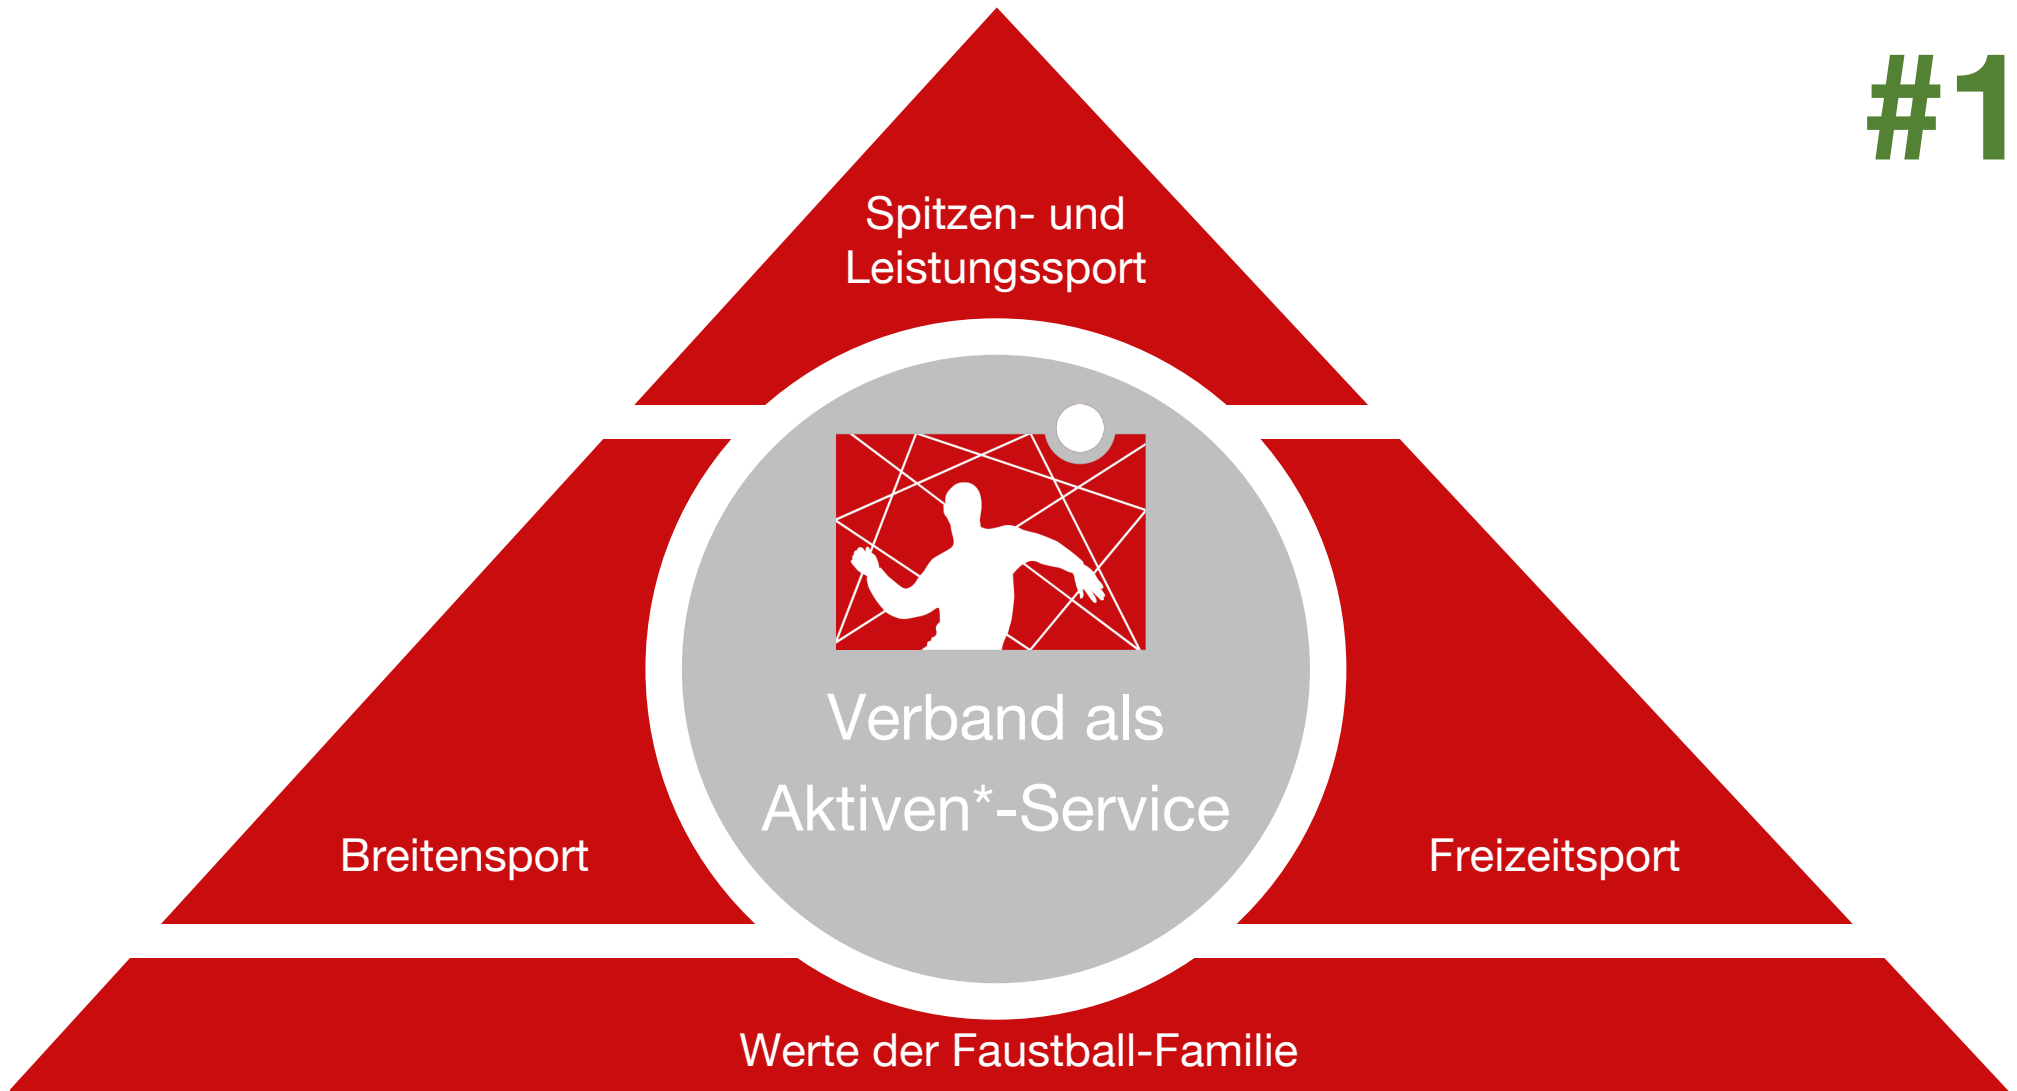 #1
Spitzen- und
Leistungssport
Verband als
Aktiven*-Service
Breitensport
Freizeitsport
Werte der Faustball-Familie